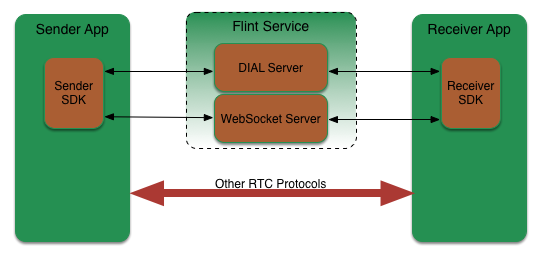 Sender App
Flint Service
Receiver App
Sender
SDK
DIAL Server
WebSocket Server
Receiver
SDK
Other RTC Protocols